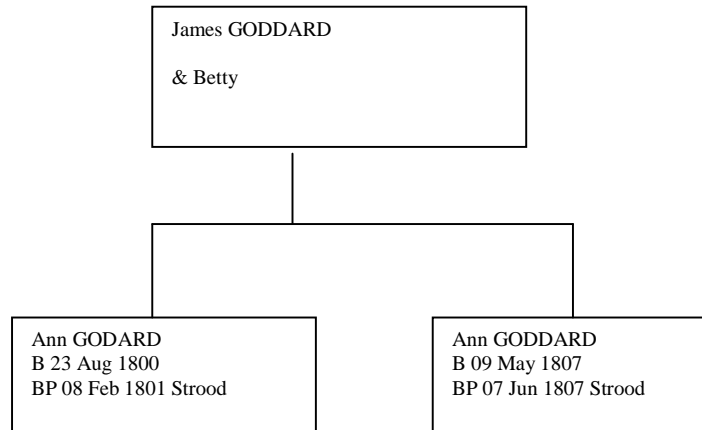 James GODDARD
& Betty
Ann GODARD
B 23 Aug 1800
BP 08 Feb 1801 Strood
Ann GODDARD
B 09 May 1807
BP 07 Jun 1807 Strood